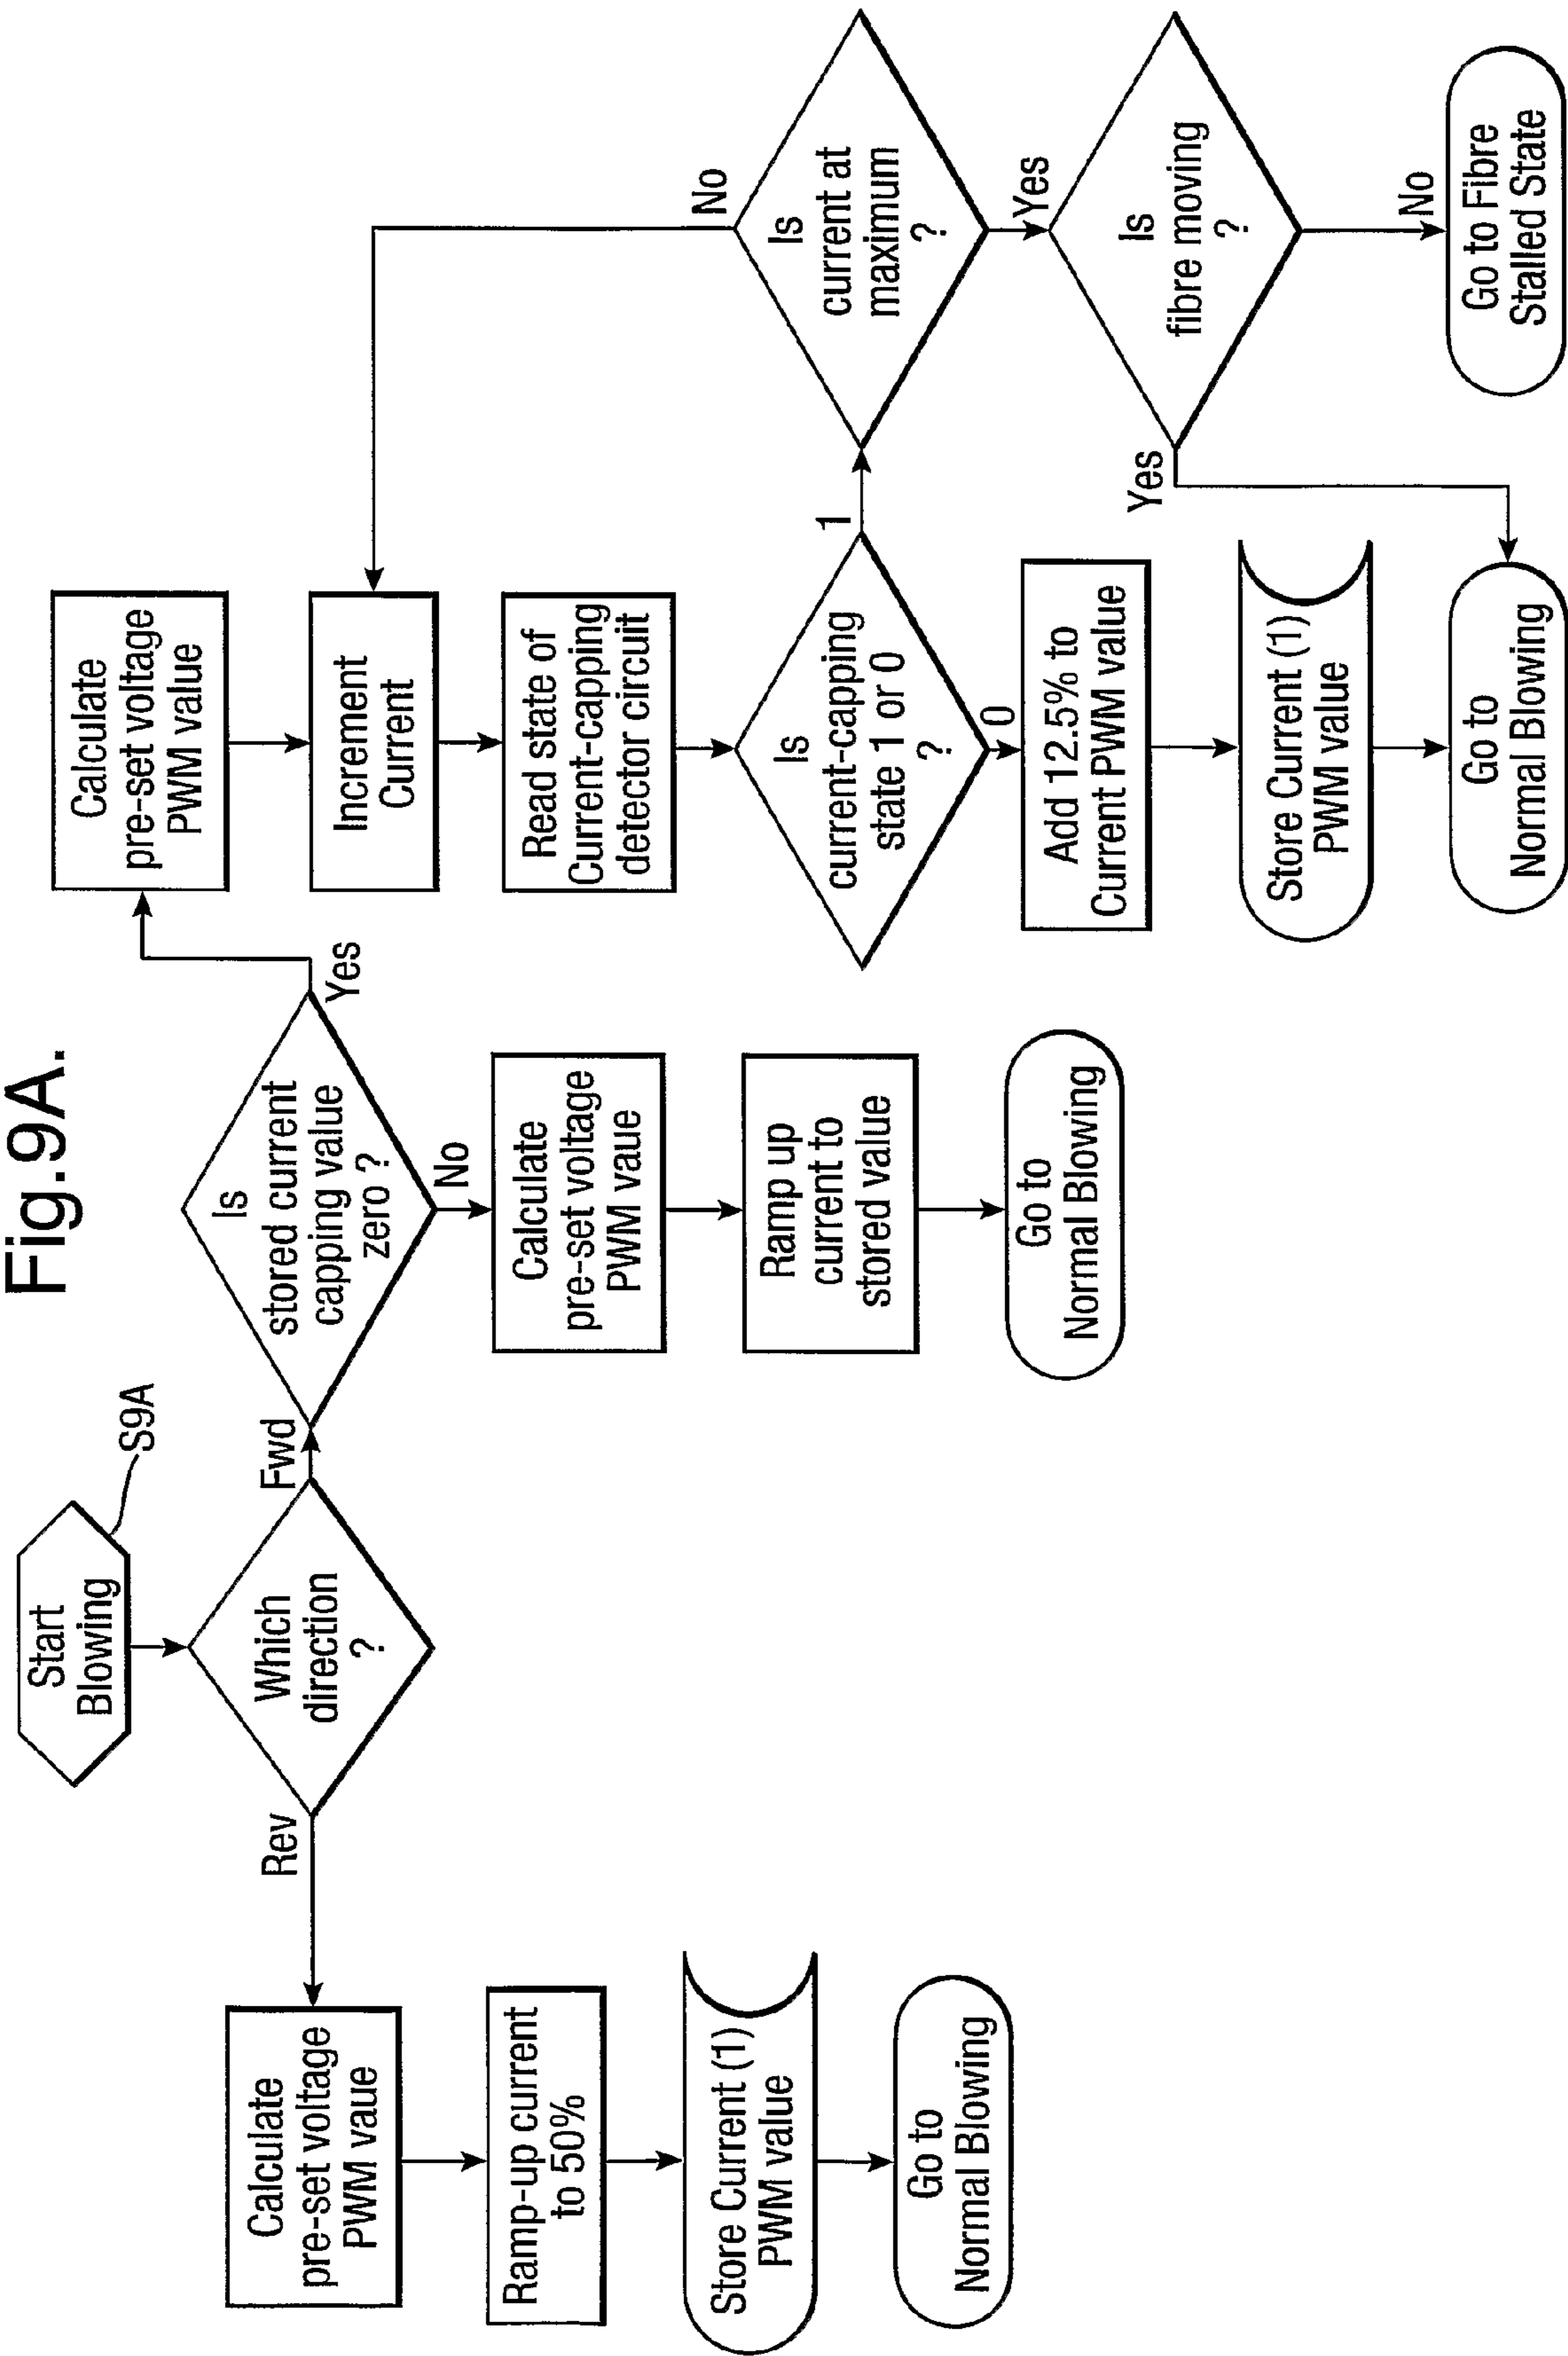 Fig.9A.
Start
Blowing
S9A
Which
direction
?
Rev
Fwd
Calculate
pre-set voltage
PWM vaue
Ramp-up current
to 50%
Store Current (1)
PWM value
Go to
Normal Blowing
Is
stored current
capping value
zero ?
No
Yes
Calculate
pre-set voltage
PWM vaue
Ramp up
current to
stored value
Go to
Normal Blowing
Calculate
pre-set voltage
PWM value
Increment
Current
Read state of
Current-capping
detector circuit
Is
current-capping
state 1 or 0
?
0
1
Add 12.5% to
Current PWM value
Store Current (1)
PWM value
Go to
Normal Blowing
Is
current at
maximum
?
No
Yes
Is
fibre moving
?
Yes
No
Go to Fibre
Stalled State